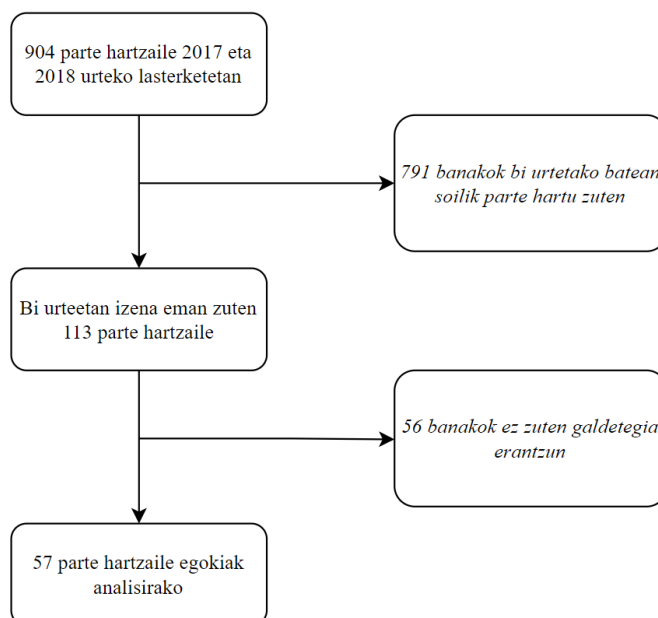 904 parte hartzaile 2017 eta
2018 urteko lasterketetan
791 banakok bi urtetako batean
soilik parte hartu zuten
Bi urteetan izena eman zuten
113 parte hartzaile
56 banakok ez zuten galdetegia
erantzun
57 parte hartzaile egokiak
analisirako